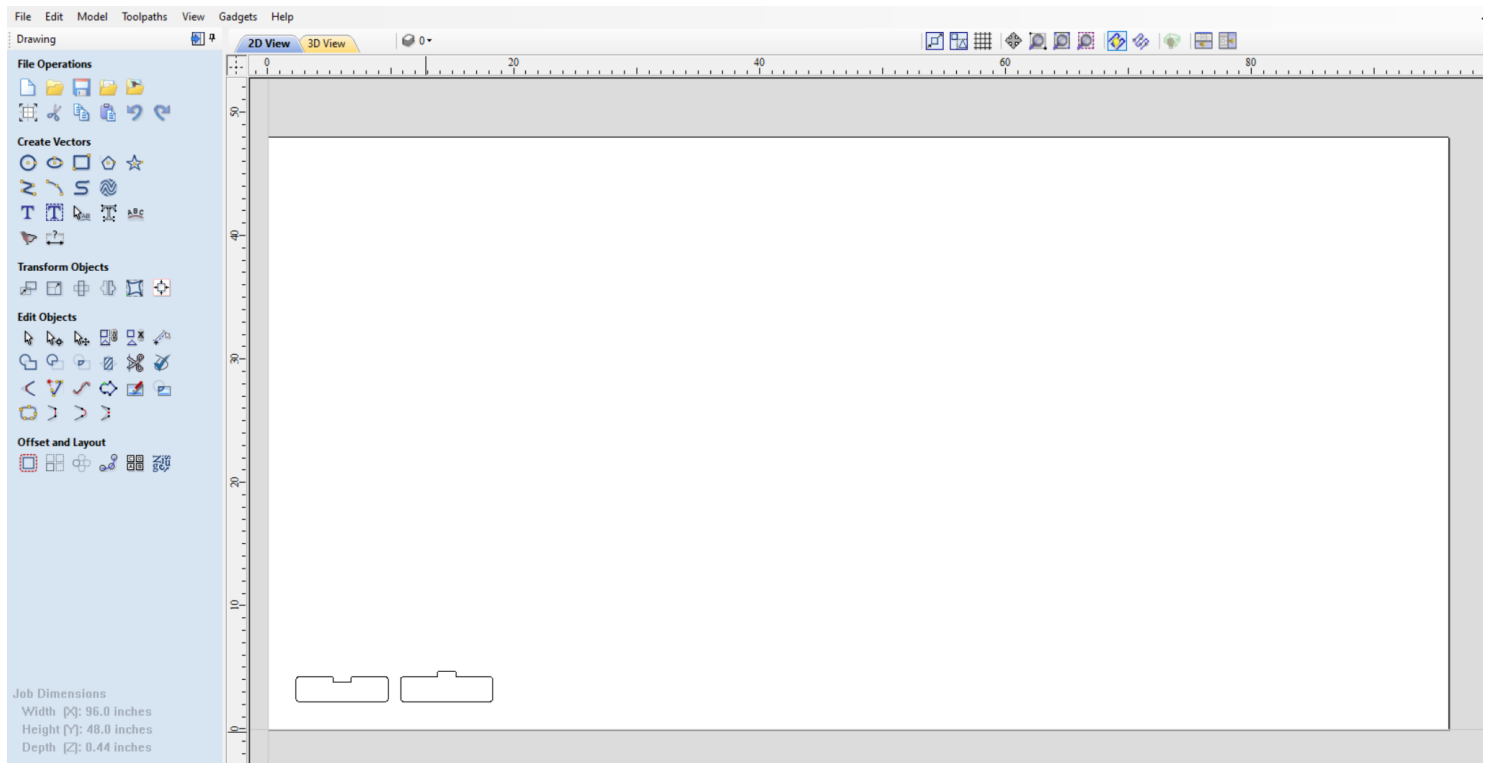 File Edit Model Toolpaths View Gadgets Help
Drawing
2D View 3D View 0
File Operations
Create Vectors
Transform Objects
Edit Objects
Offset and Layout
0 20 40 60 80
50
40
30
20
10
0
Job Dimensions
Width (X): 96.0 inches
Height (Y): 48.0 inches
Depth (Z): 0.44 inches